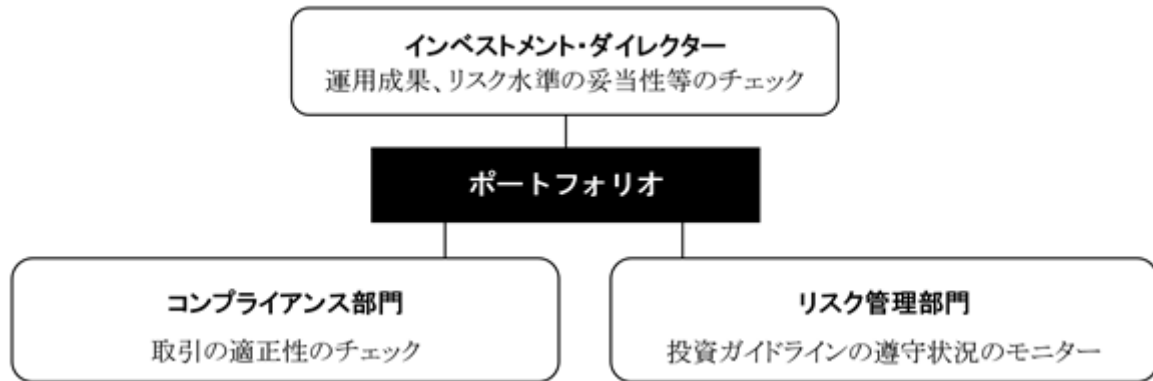 インベストメント・ダイレクター
運用成果、リスク水準の妥当性等のチェック
ポートフォリオ
コンプライアンス部門
取引の適正性のチェック
リスク管理部門
投資ガイドラインの遵守状況のモニター